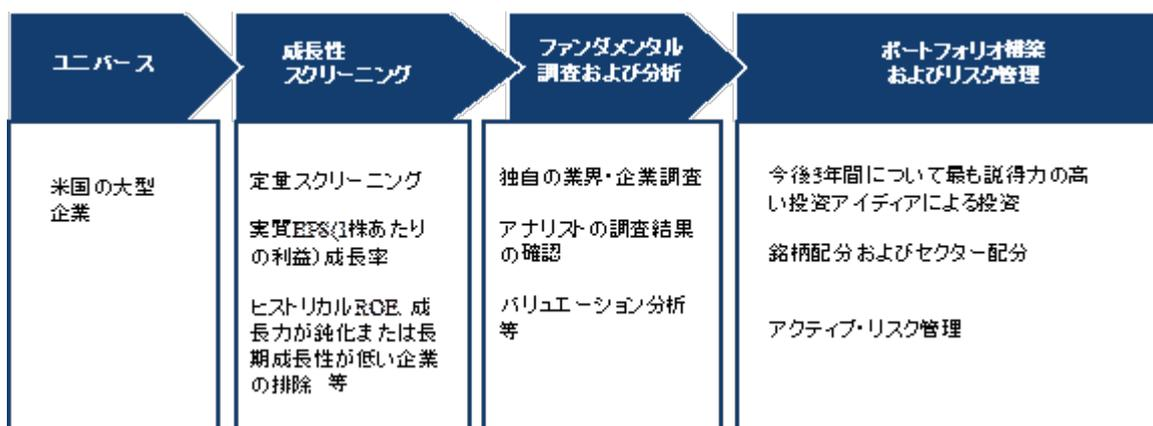 ユニバース
成長性
スクリーニング
ファンダメンタル
調査および分析
ポートフォリオ構築
およびリスク管理
米国の大型
企業
定量スクリーニング
実質EPS(1株あたり
の利益)成長率
ヒストリカルROE、成
長力が鈍化または長
期成長性が低い企業
の排除 等
独自の業界・企業調査
アナリストの調査結果
の確認
バリュエーション分析
等
今後3年間について最も説得力の高
い投資アイディアによる投資
銘柄配分およびセクター配分
アクティブ・リスク管理